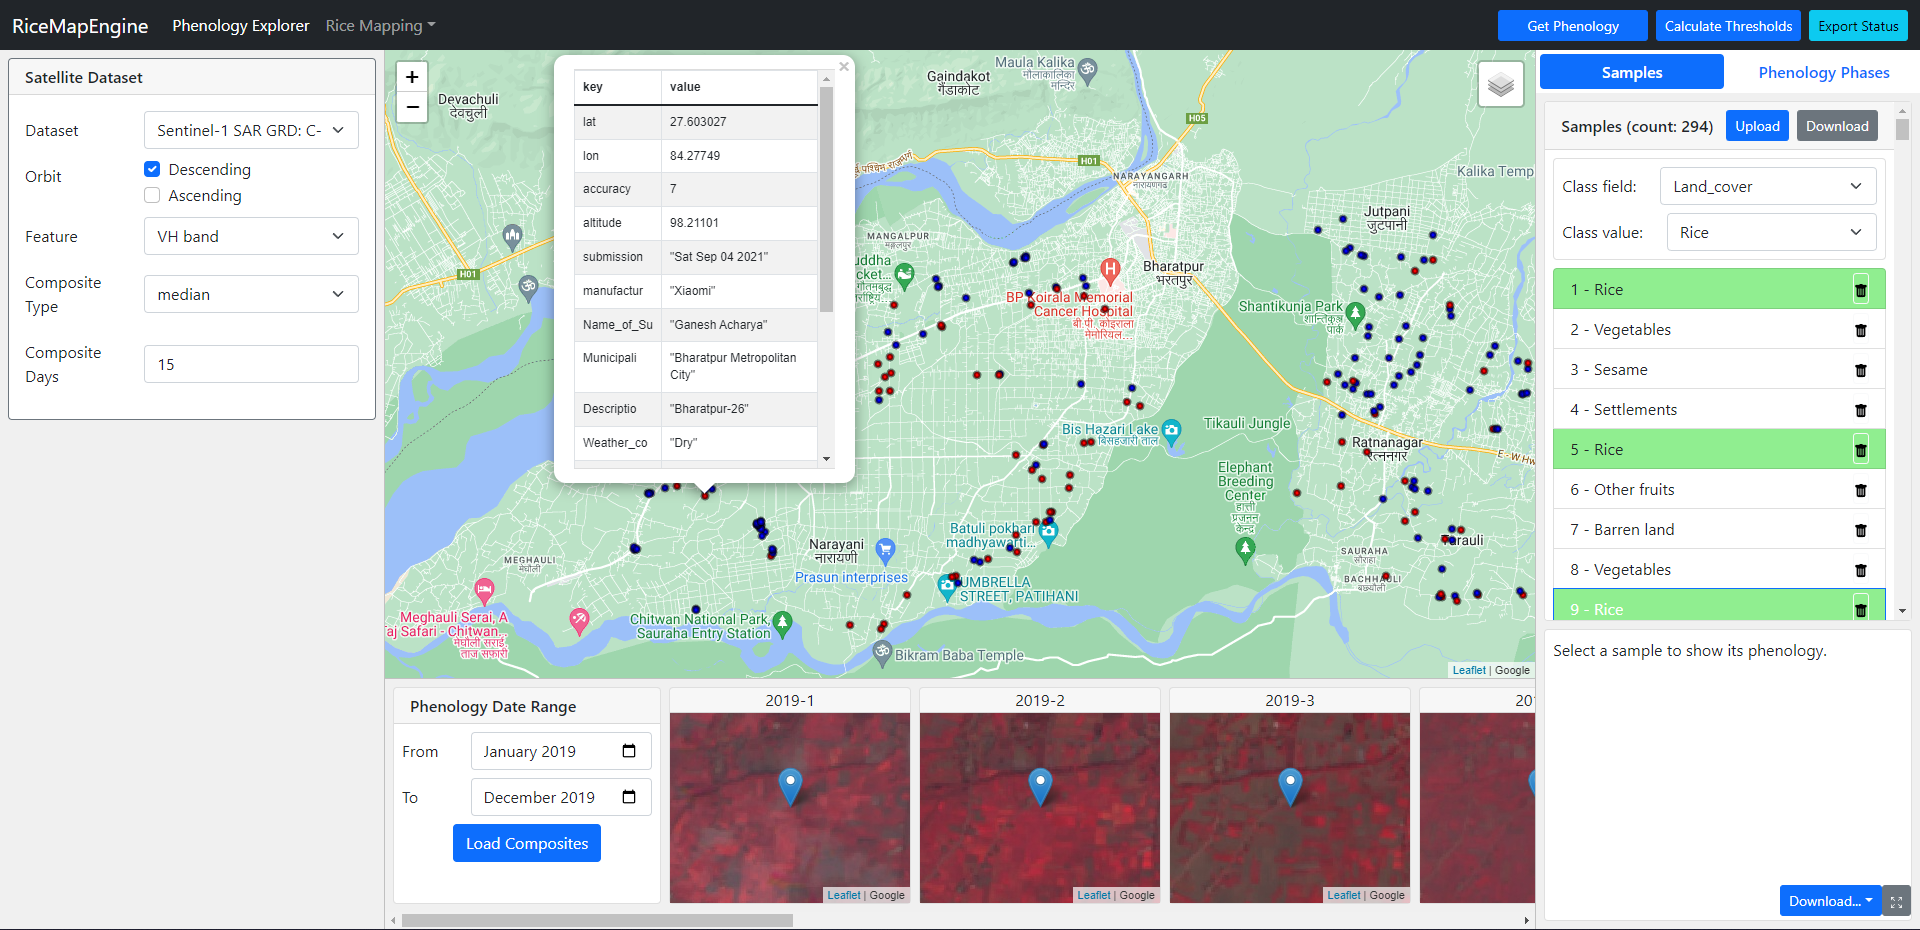 RiceMapEngine
Phenology Explorer
Rice Mapping
Get Phenology
Calculate Thresholds
Export Status
Satellite Dataset
Dataset
Sentinel-1 SAR GRD: C-
Orbit
Descending
Ascending
Feature
VH band
Composite
Type
median
Composite
Days
15
+
−
key value
lat 27.603027
lon 84.27749
accuracy 7
altitude 98.21101
submission "Sat Sep 04 2021"
manufactur "Xiaomi"
Name_of_Su "Ganesh Acharya"
Municipali "Bharatpur Metropolitan
City"
Descriptio "Bharatpur-26"
Weather_co "Dry"
×
Devachuli
देवचुली
Gaindakot
गैंडाकोट
Maula Kalika
मौलाकालिका
मन्दिर
H05
H01
NARAYANGARH
नारायणगढ
Kalika Temp
MANGALPUR
मङ्गलपुर
Jutpani
जुटपानी
H01
Bharatpur
भरतपुर
BP Koirala Memorial
Cancer Hospital
बी.पी. कोइराला
मेमोरियल...
Shantikunja Park
शान्तिकुञ्ज
पार्क
Bis Hazari Lake
बिसहजारी ताल
Tikauli Jungle
Ratnanagar
रत्ननगर
E-W Hw
Elephant
Breeding
Center
हात्ती
प्रजनन
केन्द्र
Batuli pokhari
madhyawarti...
Narayani
नारायणी
Prasun interprises
MEGHAULI
मेघौली
SAURAHA
सौराहा
BACHHAULI
बछ्यौली
UMBRELLA
STREET, PATIHANI
Meghauli Serai, A
Taj Safari - Chitwan...
मेघौली सराई,
ताज सफारी
Chitwan National Park,
Sauraha Entry Station
Bikram Baba Temple
Leaflet | Google
Phenology Date Range
From
January 2019
To
December 2019
Load Composites
2019-1
Leaflet | Google
2019-2
Leaflet | Google
2019-3
Leaflet | Google
20
Samples
Phenology Phases
Samples (count: 294)
Upload
Download
Class field:
Land_cover
Class value:
Rice
1 - Rice
2 - Vegetables
3 - Sesame
4 - Settlements
5 - Rice
6 - Other fruits
7 - Barren land
8 - Vegetables
9 - Rice
Select a sample to show its phenology.
Download...